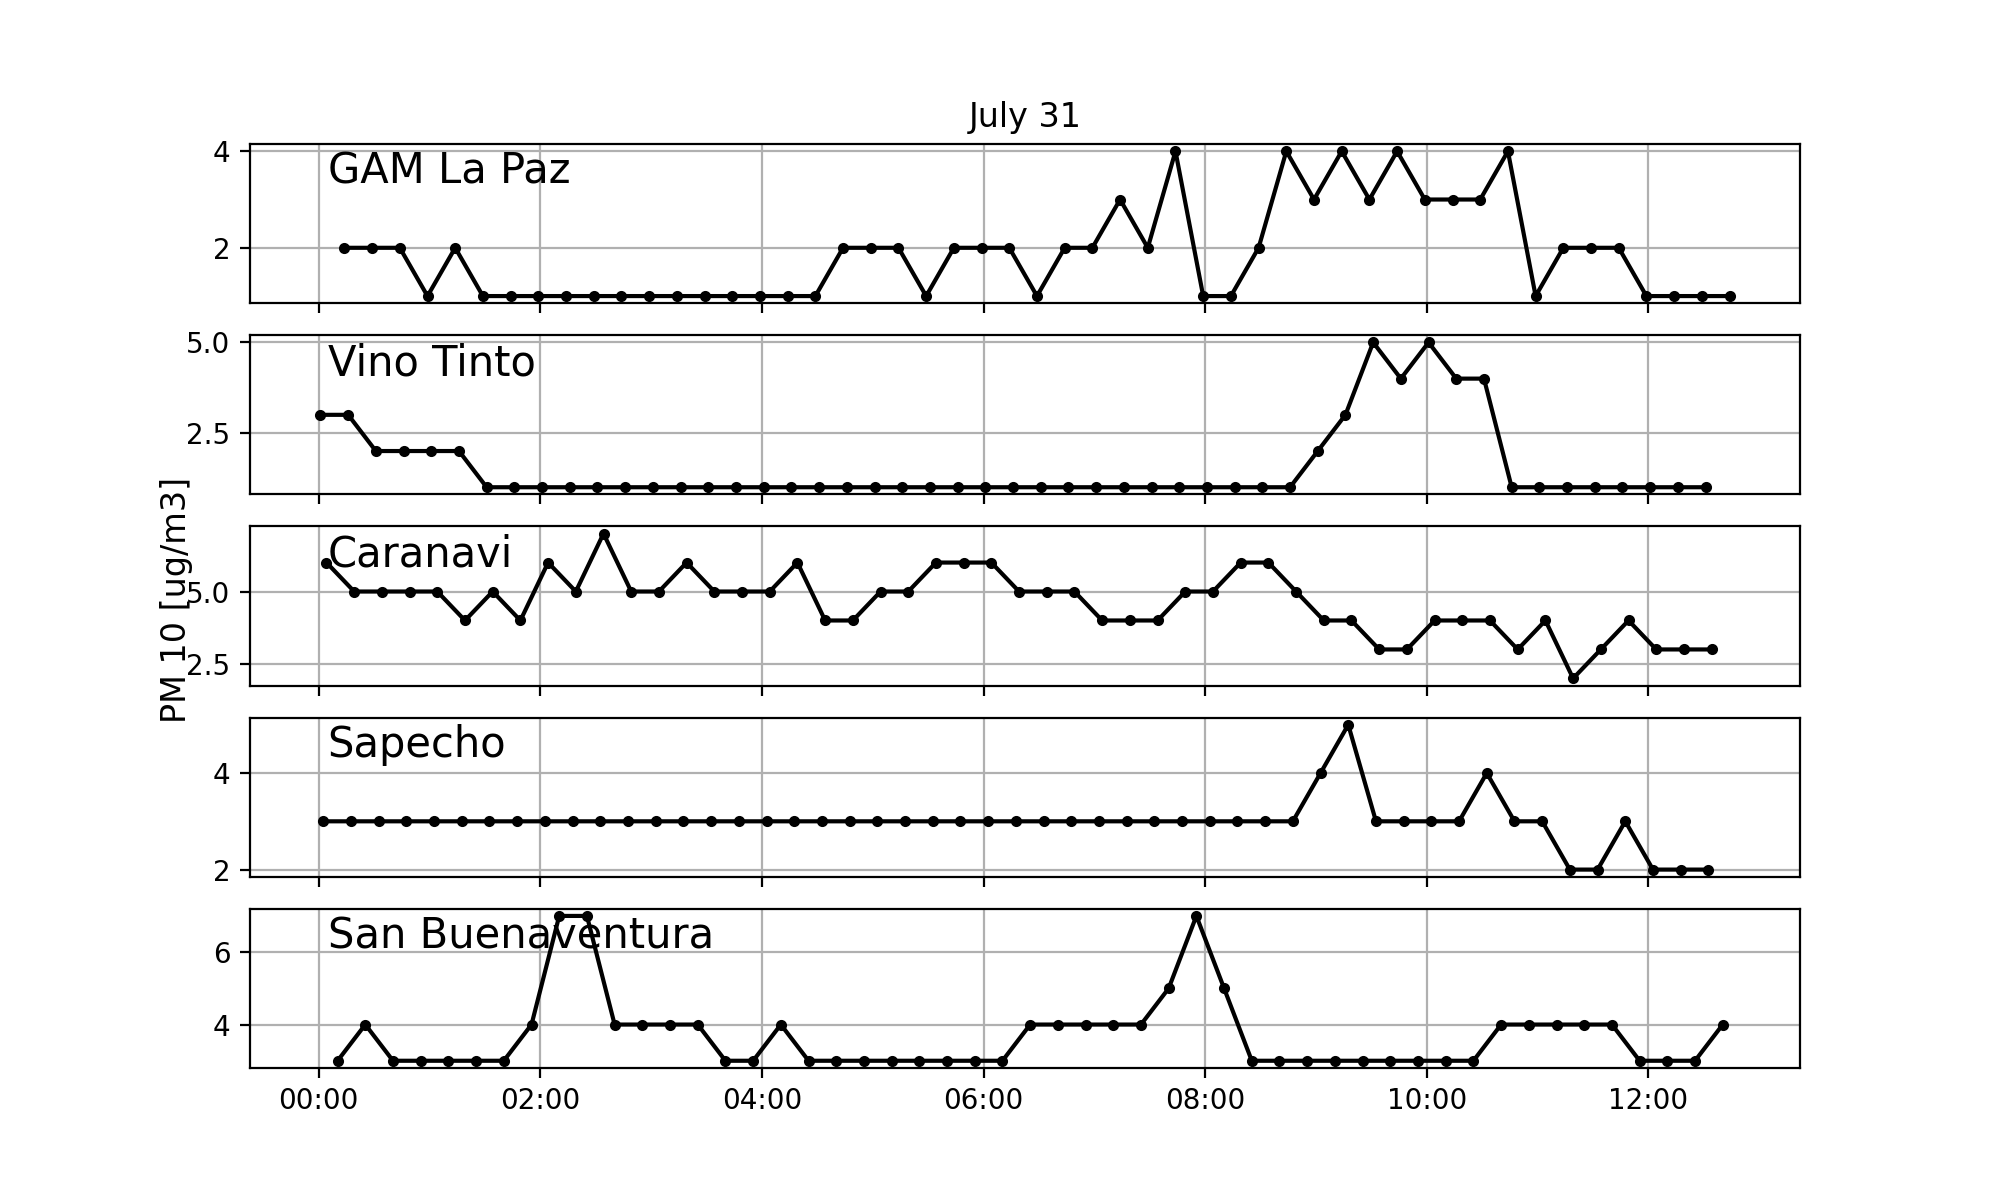 July 31
4
GAM La Paz
2
5.0
Vino Tinto
2.5
PM 10 [ug/m3]
Caranavi
5.0
2.5
Sapecho
4
2
San Buenaventura
6
4
00:00 02:00 04:00 06:00 08:00 10:00 12:00